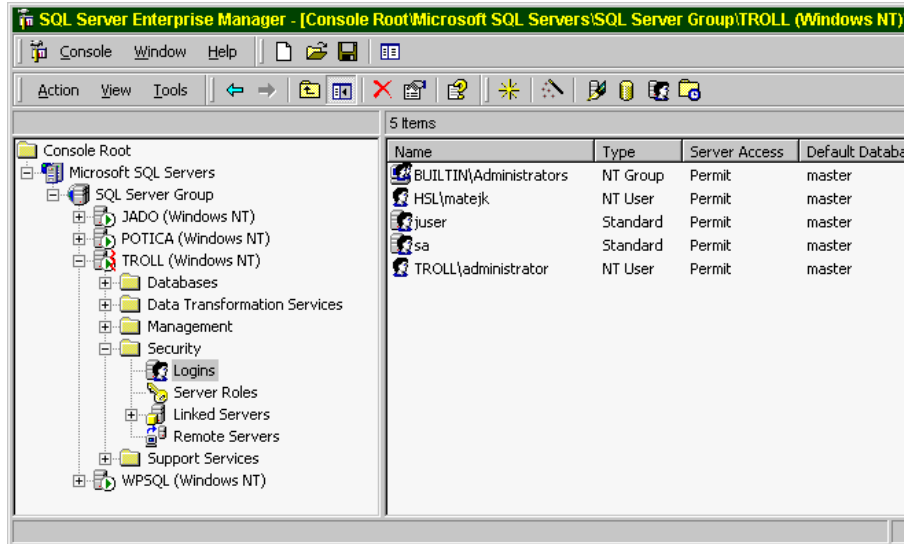 SQL Server Enterprise Manager - [Console Root\Microsoft SQL Servers\SQL Server Group\TROLL (Windows NT)
Console Window Help
Action View Tools
5 Items
Console Root
Microsoft SQL Servers
SQL Server Group
JADO (Windows NT)
POTICA (Windows NT)
TROLL (Windows NT)
Databases
Data Transformation Services
Management
Security
Logins
Server Roles
Linked Servers
Remote Servers
Support Services
WPSQL (Windows NT)
Name Type Server Access Default Databa
BUILTIN\Administrators NT Group Permit master
HSL\matejk NT User Permit master
juser Standard Permit master
sa Standard Permit master
TROLL\administrator NT User Permit master